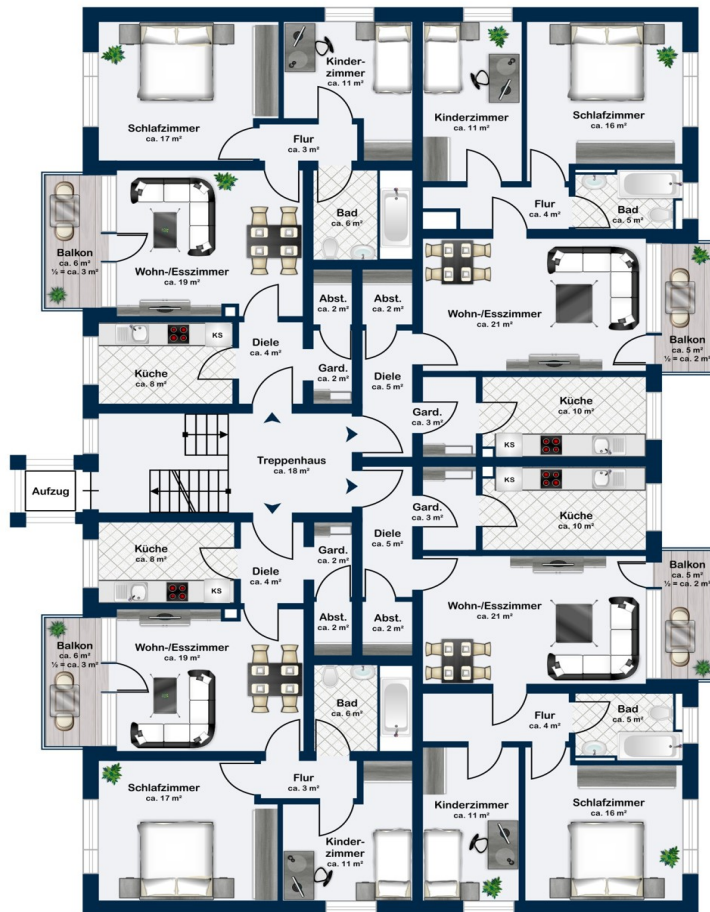 Schlafzimmer
ca. 17 m²
Kinder-
zimmer
ca. 11 m²
Flur
ca. 3 m²
Kinderzimmer
ca. 11 m²
Schlafzimmer
ca. 16 m²
Balkon
ca. 6 m²
½ = ca. 3 m²
Wohn-/Esszimmer
ca. 19 m²
Bad
ca. 6 m²
Flur
ca. 4 m²
Bad
ca. 5 m²
Abst.
ca. 2 m²
Abst.
ca. 2 m²
Wohn-/Esszimmer
ca. 21 m²
Balkon
ca. 5 m²
½ = ca. 2 m²
KS
Küche
ca. 8 m²
Diele
ca. 4 m²
Gard.
ca. 2 m²
Diele
ca. 5 m²
Gard.
ca. 3 m²
Küche
ca. 10 m²
KS
Treppenhaus
ca. 18 m²
Aufzug
KS
Gard.
ca. 3 m²
Küche
ca. 10 m²
Küche
ca. 8 m²
KS
Diele
ca. 4 m²
Gard.
ca. 2 m²
Diele
ca. 5 m²
Abst.
ca. 2 m²
Abst.
ca. 2 m²
Wohn-/Esszimmer
ca. 21 m²
Balkon
ca. 5 m²
½ = ca. 2 m²
Balkon
ca. 6 m²
½ = ca. 3 m²
Wohn-/Esszimmer
ca. 19 m²
Bad
ca. 6 m²
Flur
ca. 4 m²
Bad
ca. 5 m²
Schlafzimmer
ca. 17 m²
Flur
ca. 3 m²
Kinder-
zimmer
ca. 11 m²
Kinderzimmer
ca. 11 m²
Schlafzimmer
ca. 16 m²